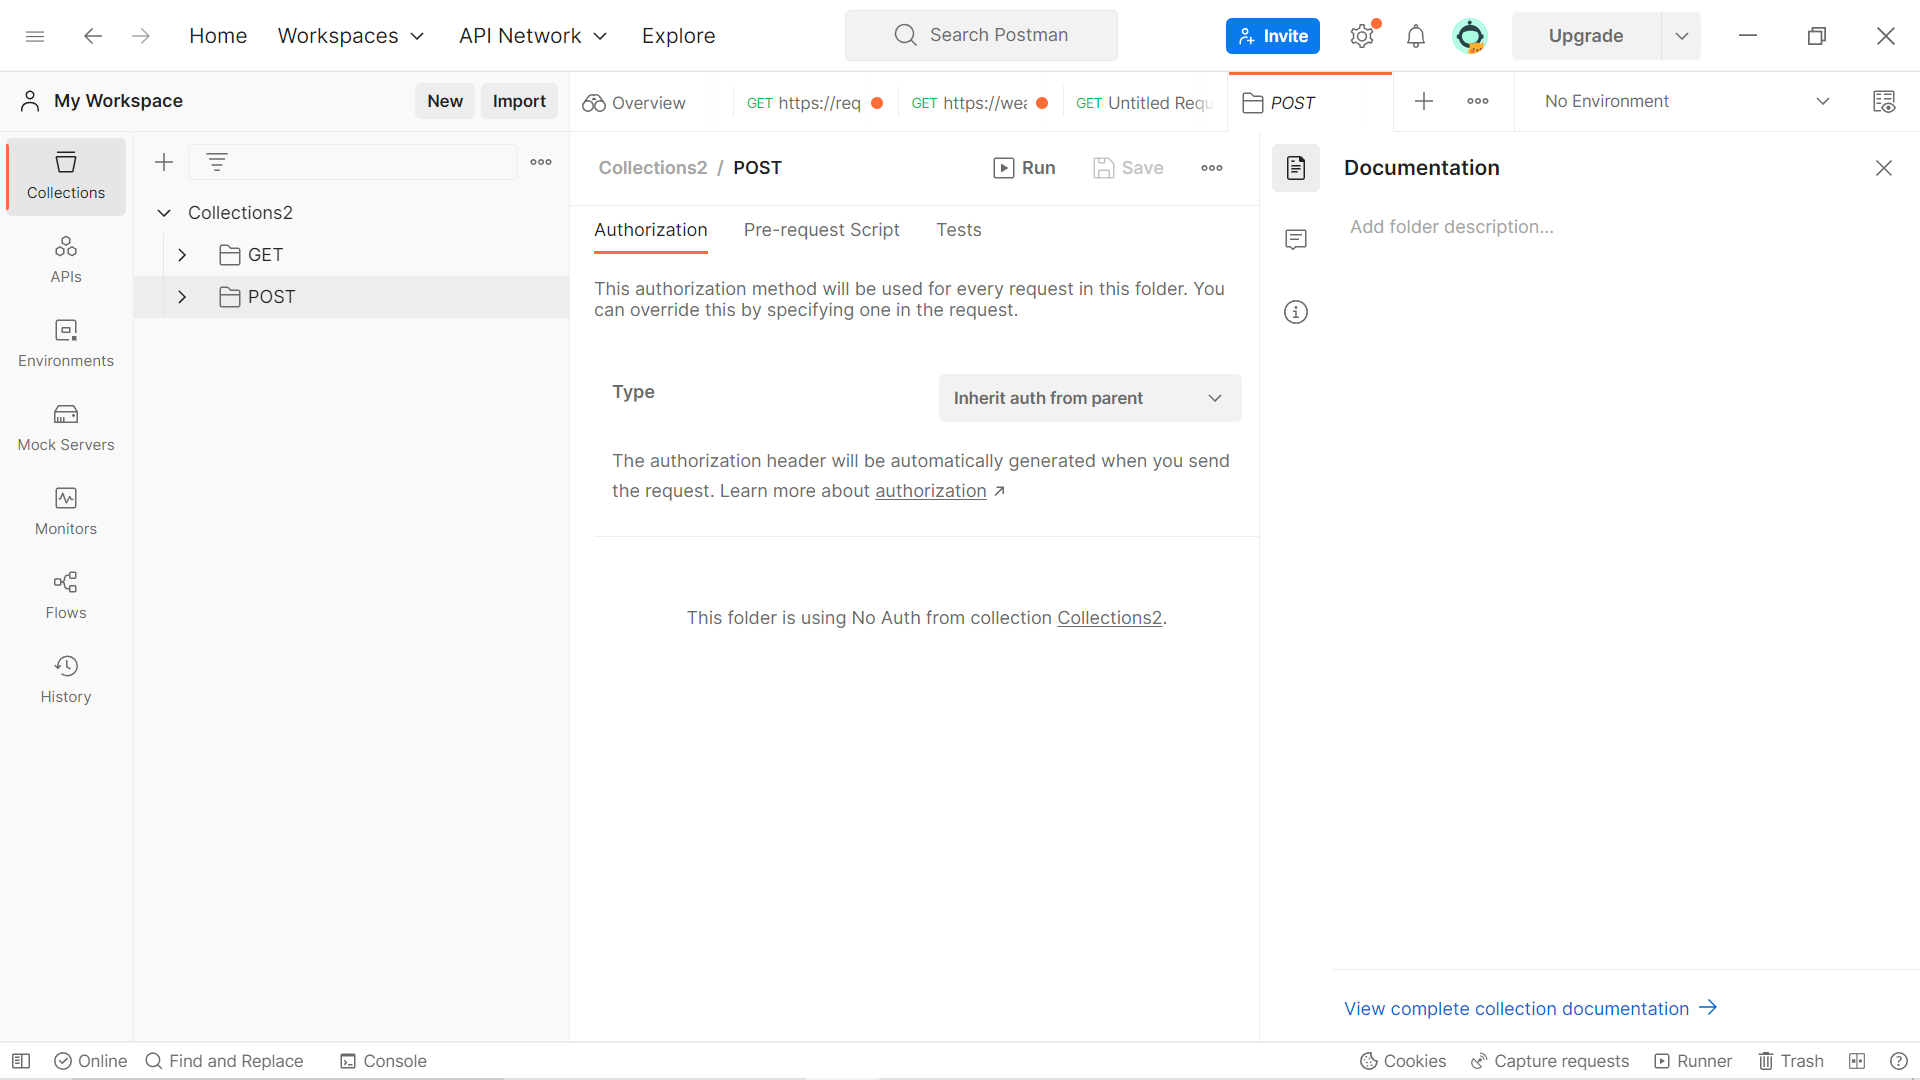 Home
Workspaces
API Network
Explore
Search Postman
Invite
Upgrade
My Workspace
New
Import
Overview
GET https://req
GET https://wea
GET Untitled Requ
POST
No Environment
Collections
APIs
Environments
Mock Servers
Monitors
Flows
History
Collections2
GET
POST
Collections2 / POST
Run
Save
Authorization
Pre-request Script
Tests
This authorization method will be used for every request in this folder. You
can override this by specifying one in the request.
Type
Inherit auth from parent
The authorization header will be automatically generated when you send
the request. Learn more about authorization ↗
This folder is using No Auth from collection Collections2.
Documentation
Add folder description...
View complete collection documentation →
Online
Find and Replace
Console
Cookies
Capture requests
Runner
Trash